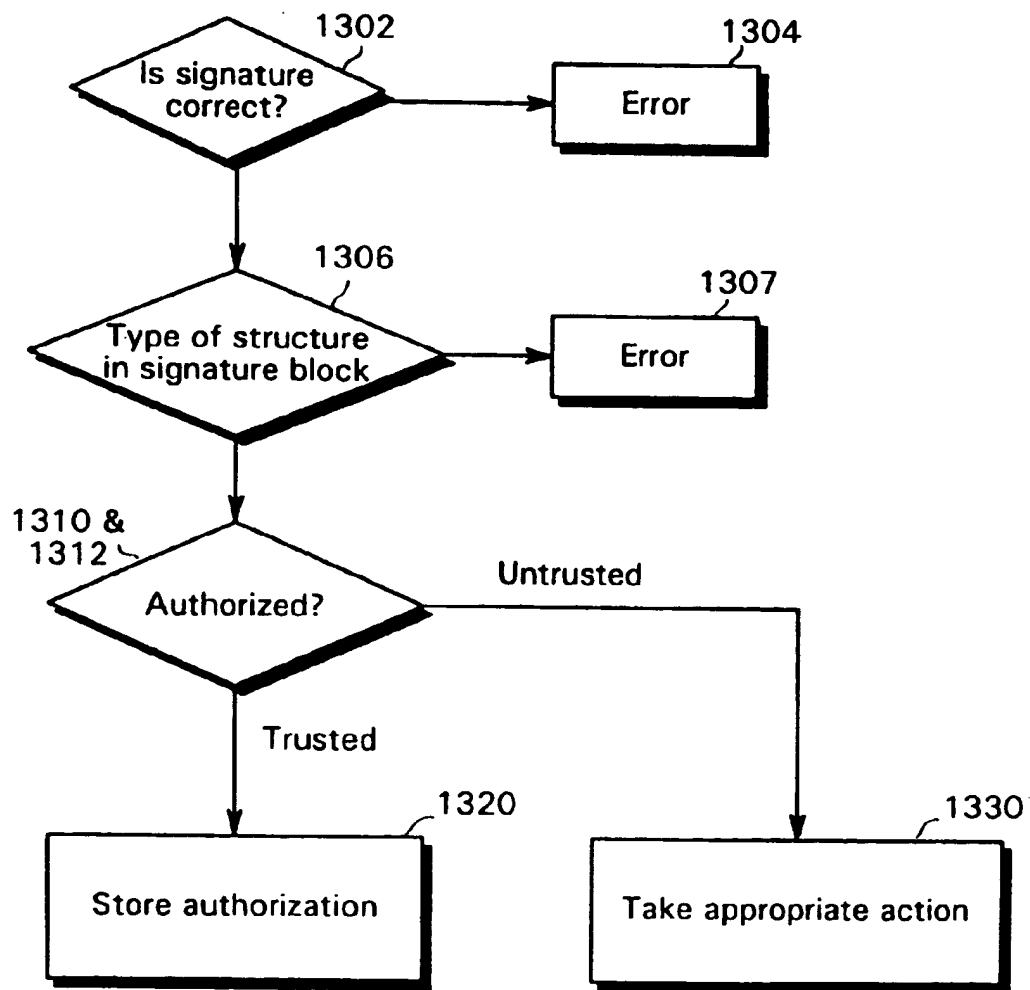 1302
Is signature
correct?
1304
Error
1306
Type of structure
in signature block
1307
Error
1310 &
1312
Authorized?
Untrusted
Trusted
1320
Store authorization
1330
Take appropriate action